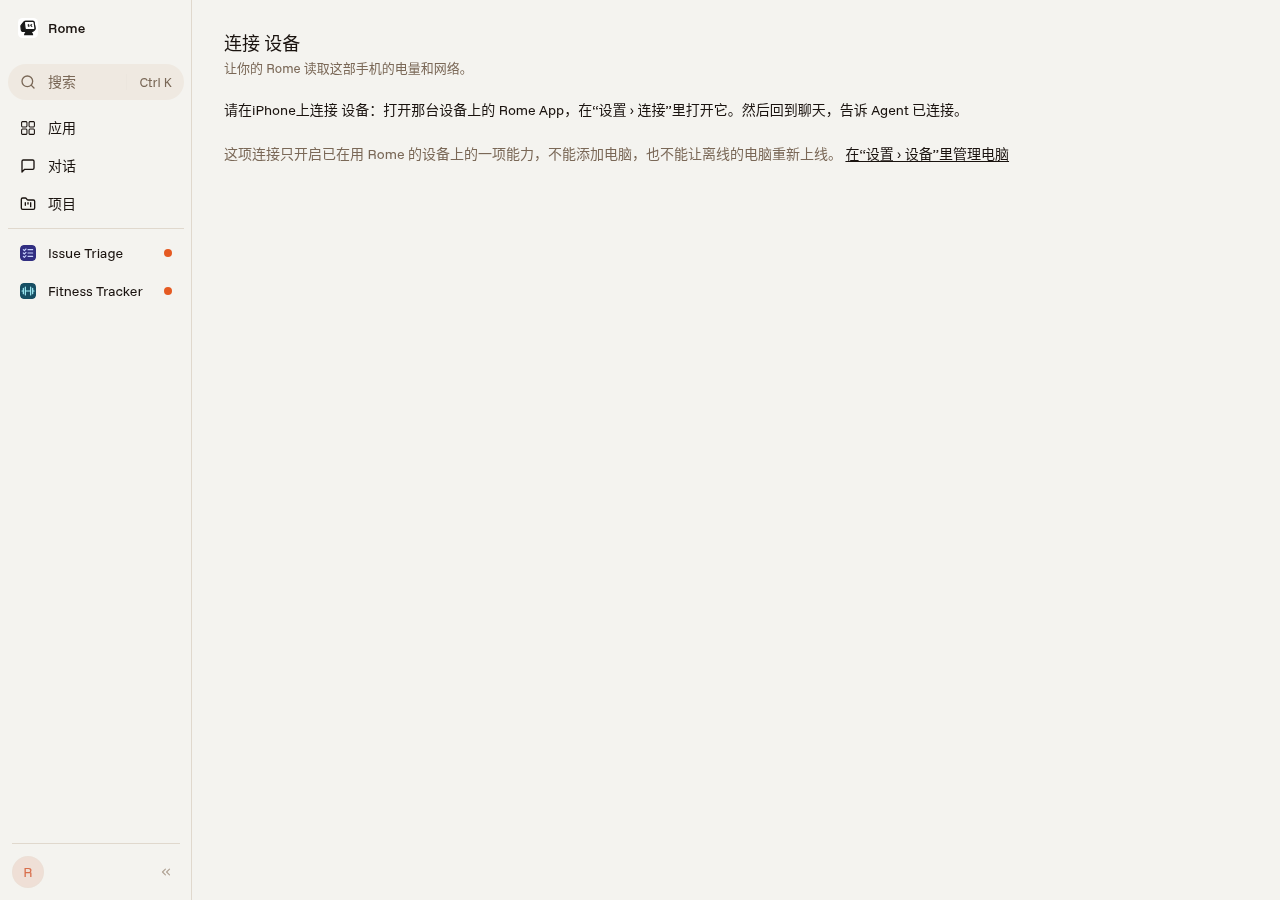 Rome
搜索 Ctrl K
应用
对话
项目
Issue Triage
Fitness Tracker
R
连接 设备
让你的 Rome 读取这部手机的电量和网络。
请在iPhone上连接 设备：打开那台设备上的 Rome App，在“设置 › 连接”里打开它。然后回到聊天，告诉 Agent 已连接。
这项连接只开启已在用 Rome 的设备上的一项能力，不能添加电脑，也不能让离线的电脑重新上线。 在“设置 › 设备”里管理电脑